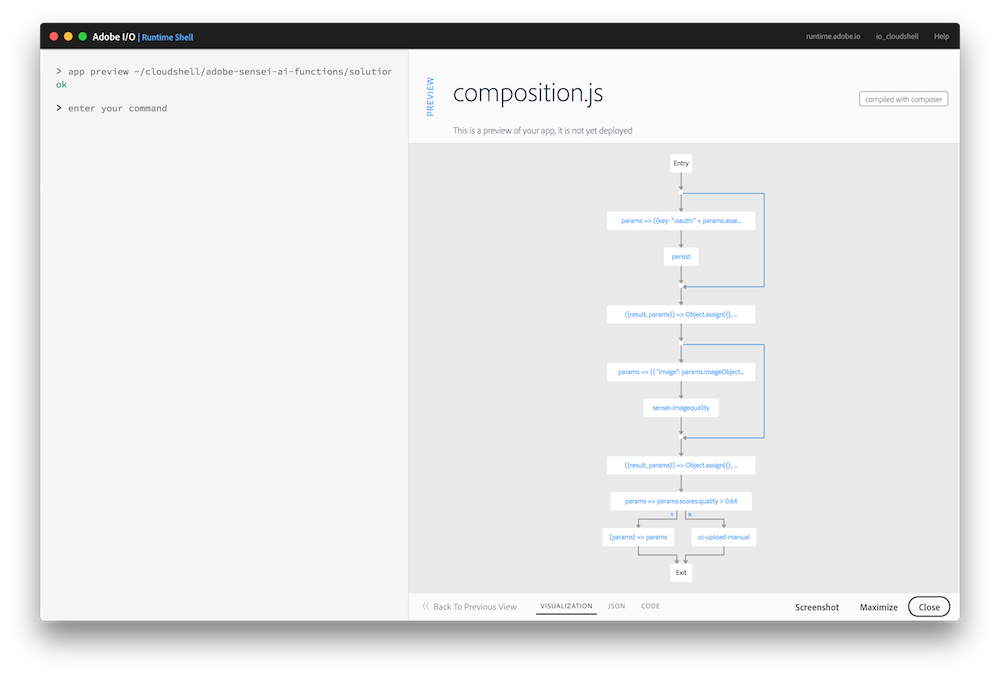 Adobe I/O | Runtime Shell
runtime.adobe.io io_cloudshell Help
> app preview ~/cloudshell/adobe-sensei-ai-functions/solution
ok
> enter your command
PREVIEW
composition.js
compiled with composer
This is a preview of your app, it is not yet deployed
Entry
params => ({key: ":oauth:" + params.asse...
persist
({result, params}) => Object.assign({}, ...
params => ({ "image": params.imageObject...
sensei-imagequality
({result, params}) => Object.assign({}, ...
params => params.scores.quality > 0.64
(params) => params
cc-upload-manual
Exit
Back To Previous View VISUALIZATION JSON CODE Screenshot Maximize Close